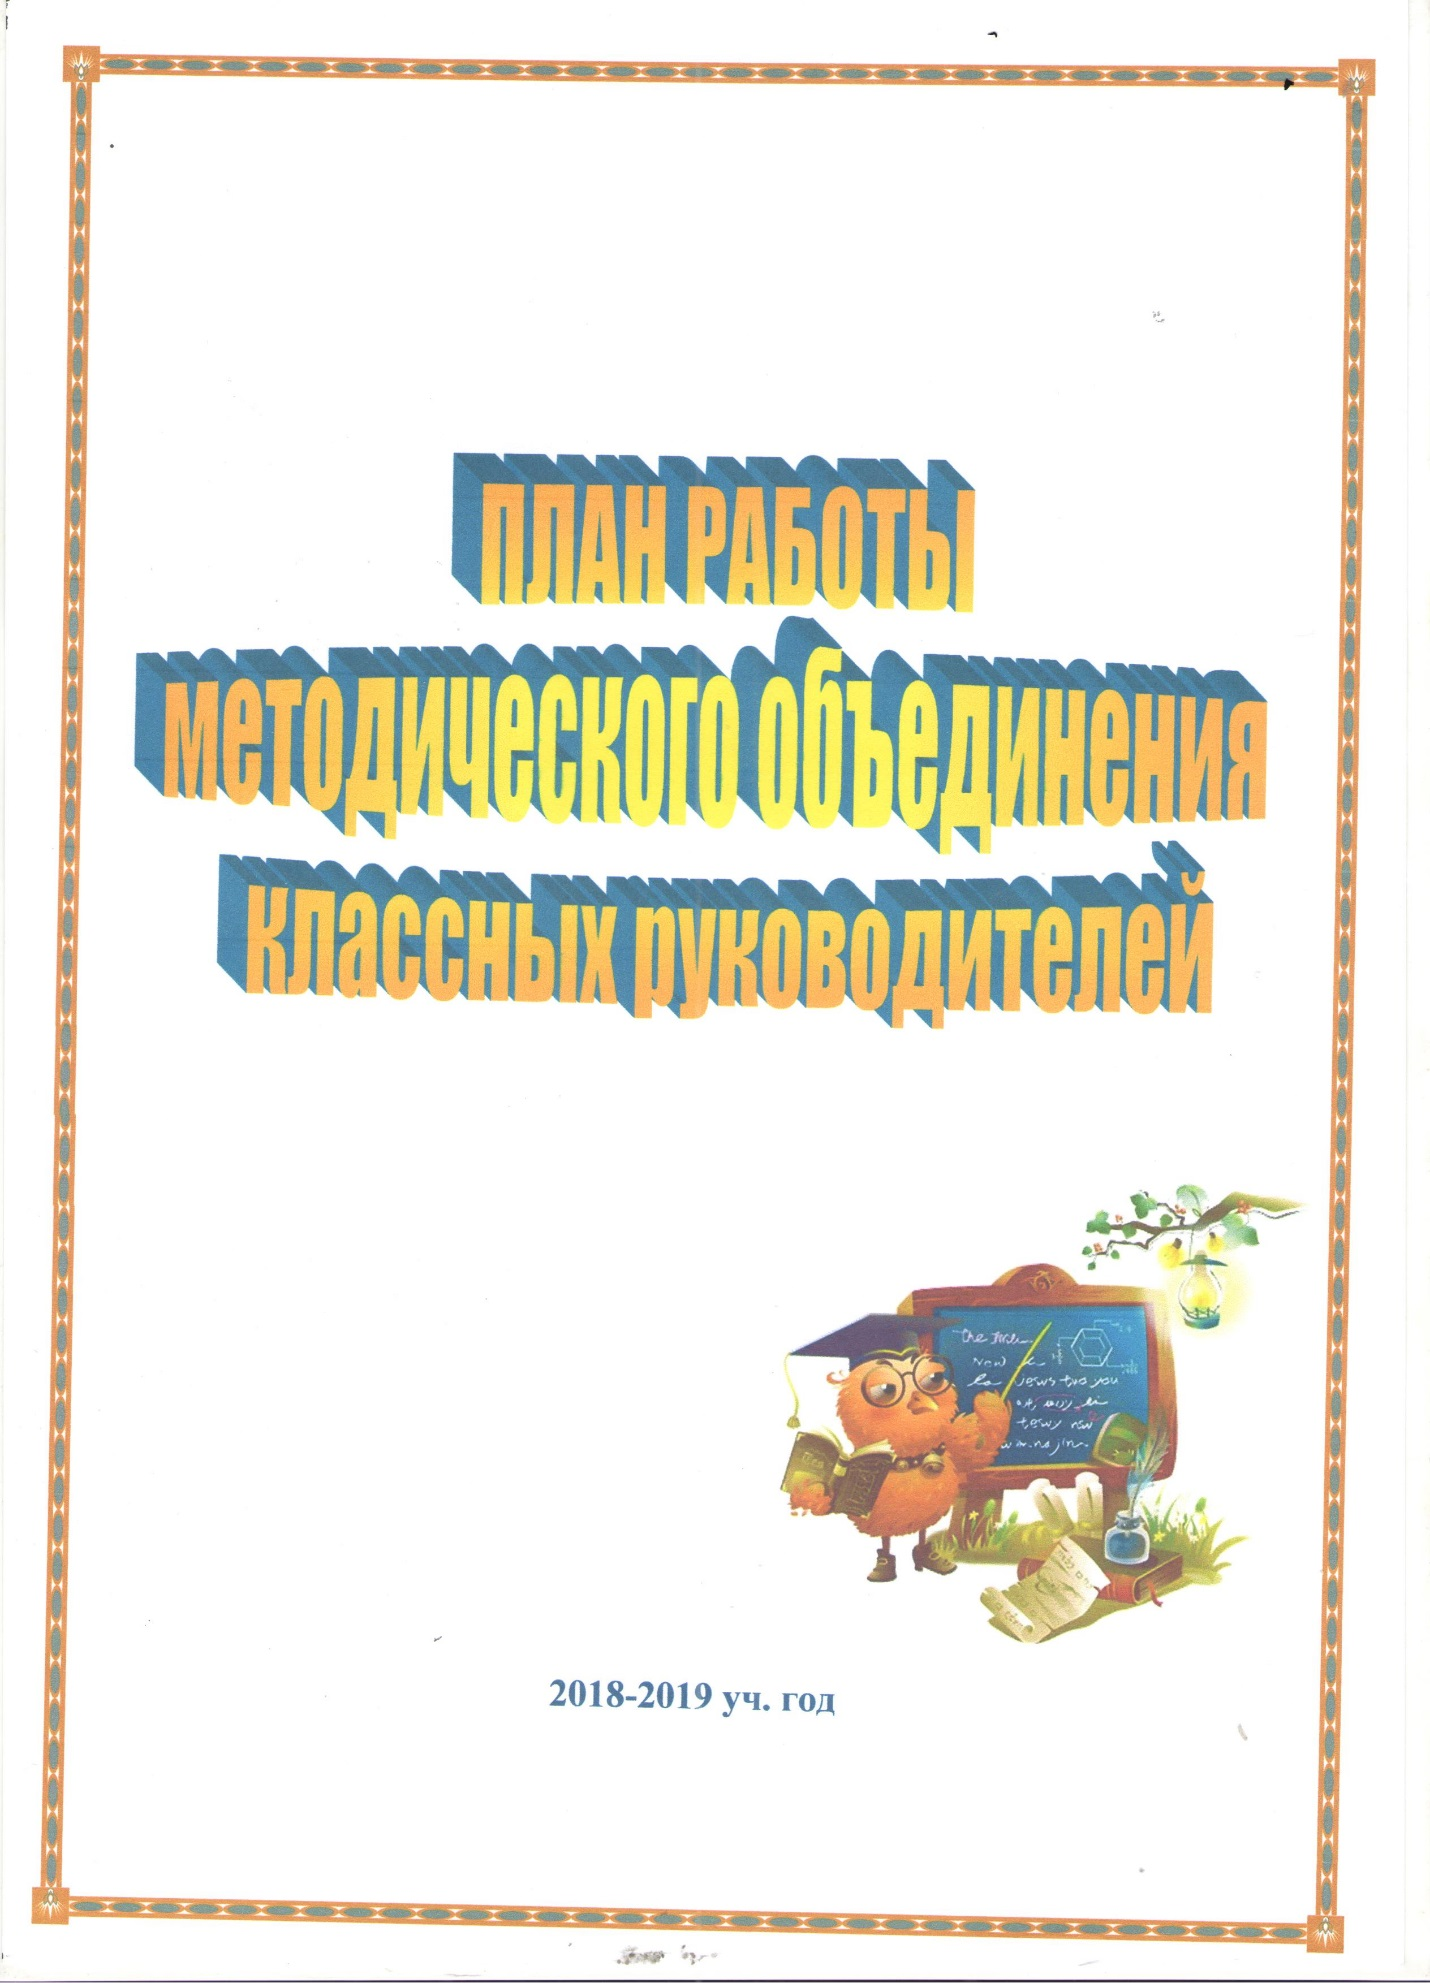 ПЛАН РАБОТЫ
методического объединения
классных руководителей
2018-2019 уч. год